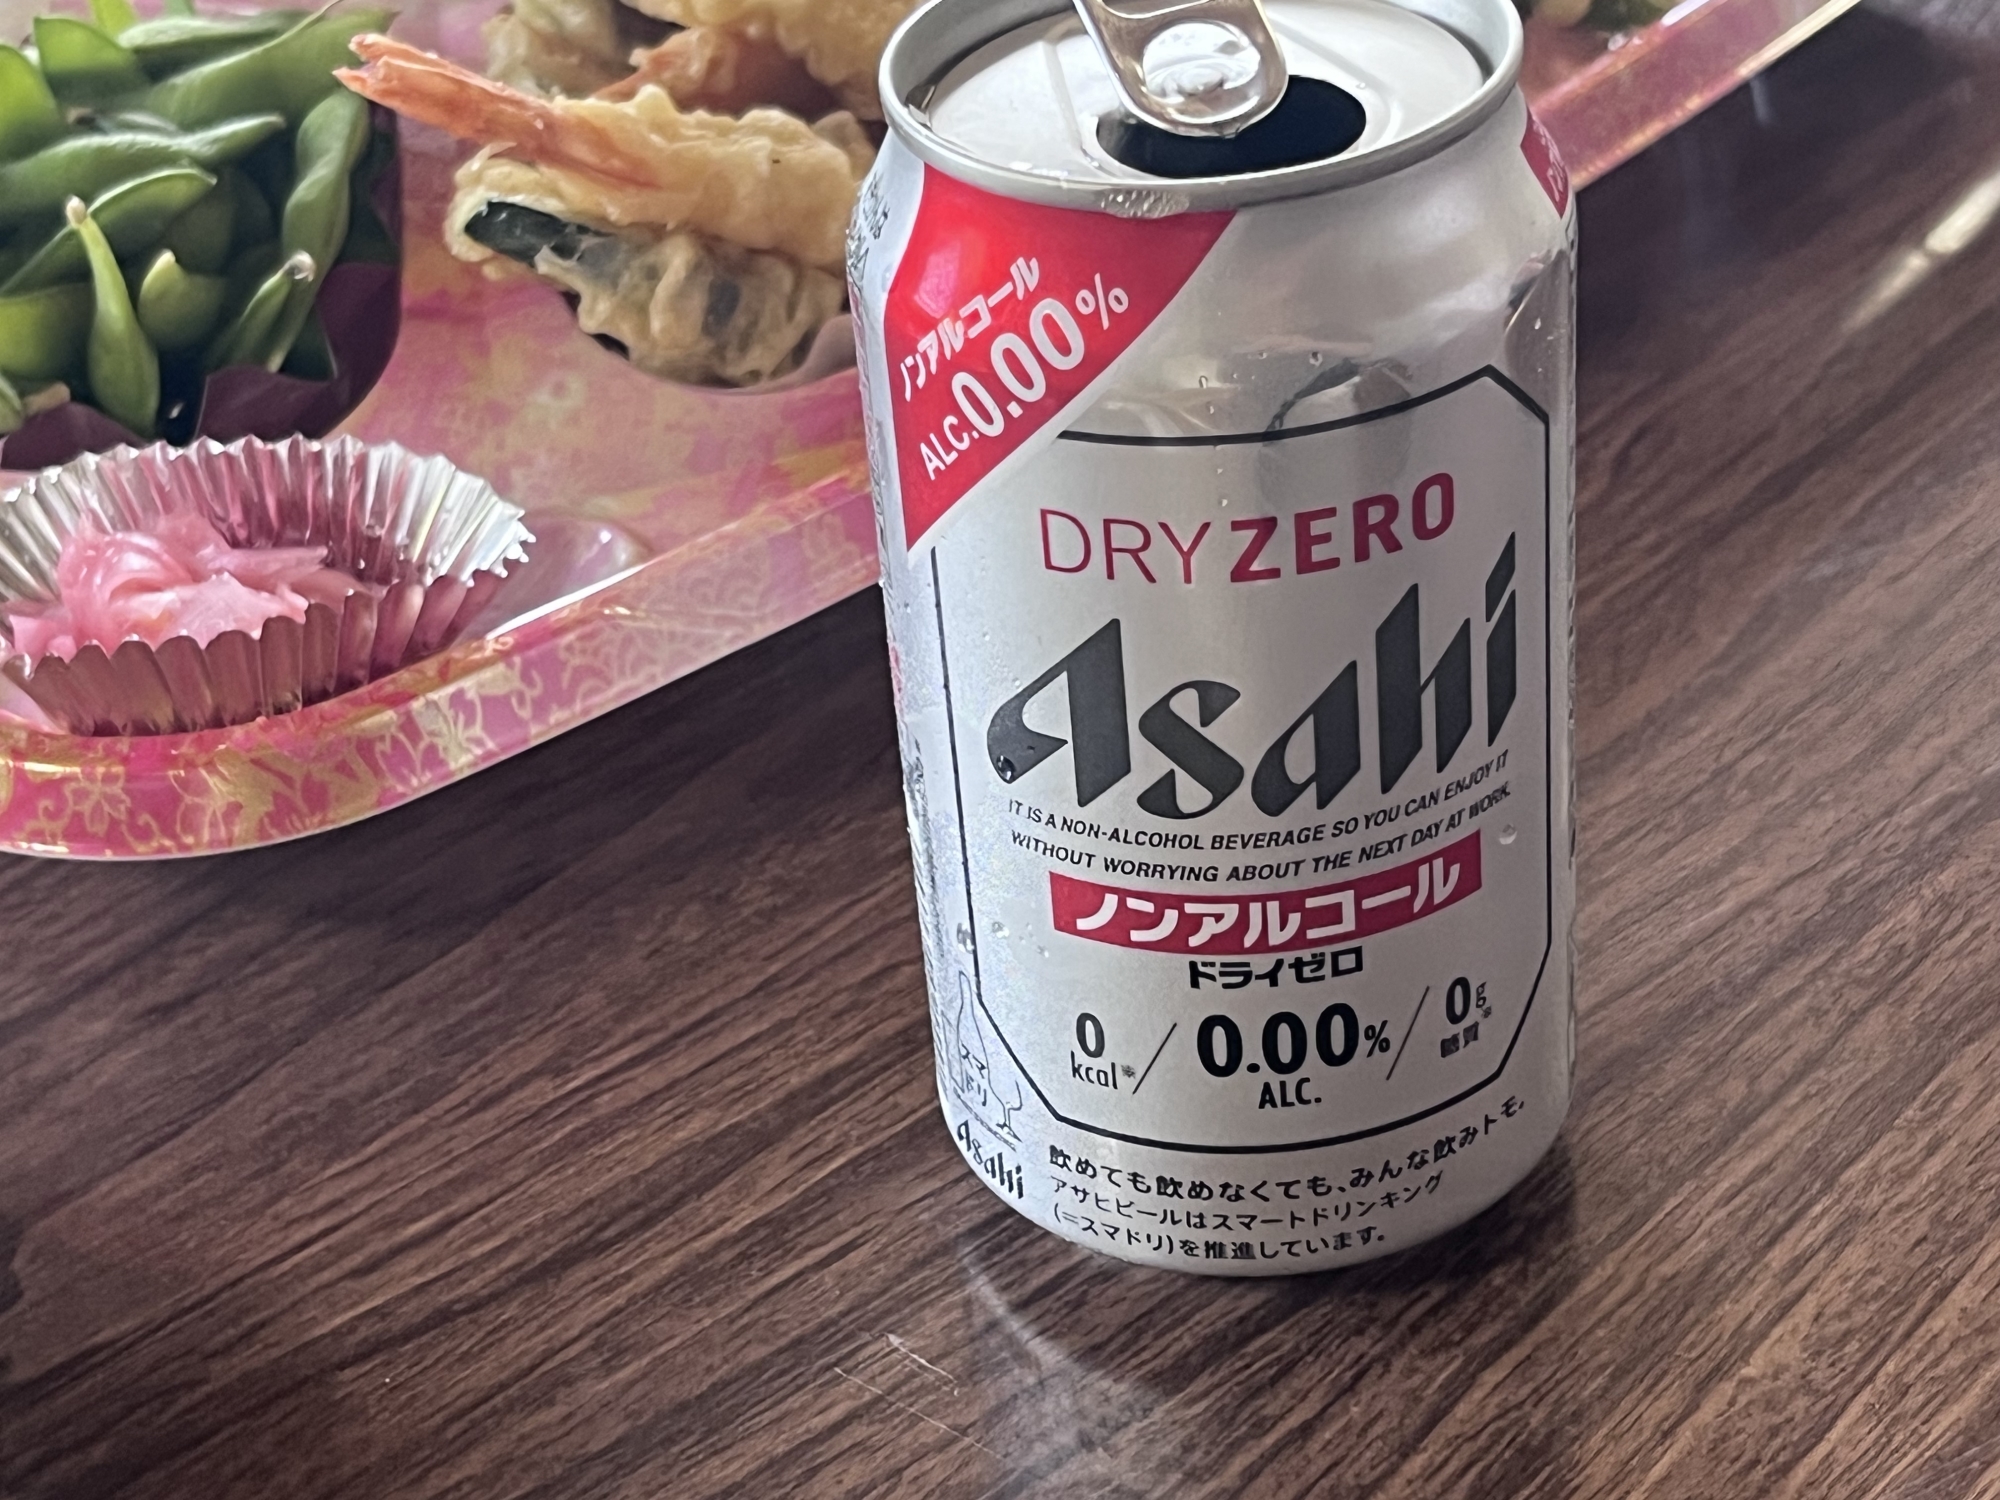 ノンアルコール
ALC.0.00%
DRY ZERO
Asahi
IT IS A NON-ALCOHOL BEVERAGE SO YOU CAN ENJOY IT
WITHOUT WORRYING ABOUT THE NEXT DAY AT WORK.
ノンアルコール
ドライゼロ
0kcal※/0.00%ALC./0g※糖質
スマドリ
Asahi
飲めても飲めなくても、みんな飲みトモ。
アサヒビールはスマートドリンキング
(=スマドリ)を推進しています。